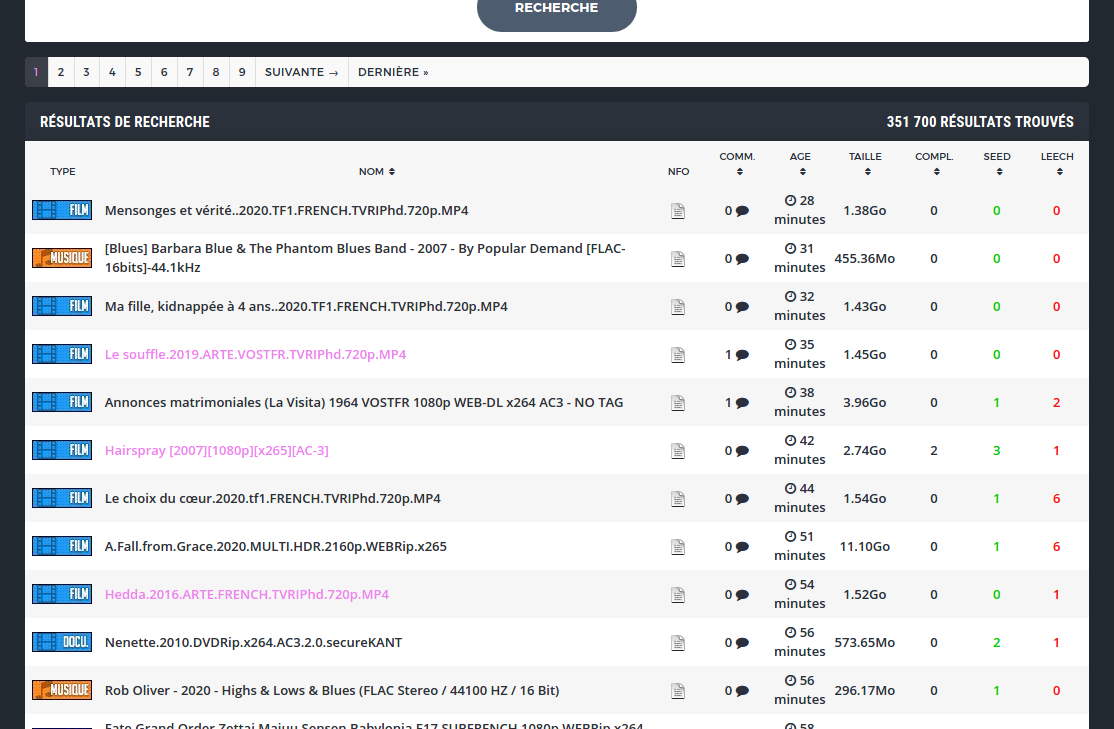 RECHERCHE
1 2 3 4 5 6 7 8 9 SUIVANTE → DERNIÈRE »
RÉSULTATS DE RECHERCHE 351 700 RÉSULTATS TROUVÉS
TYPE NOM NFO COMM. AGE TAILLE COMPL. SEED LEECH
FILM Mensonges et vérité..2020.TF1.FRENCH.TVRIPhd.720p.MP4 0 28 minutes 1.38Go 0 0 0
MUSIQUE [Blues] Barbara Blue & The Phantom Blues Band - 2007 - By Popular Demand [FLAC-
16bits]-44.1kHz 0 31 minutes 455.36Mo 0 0 0
FILM Ma fille, kidnappée à 4 ans..2020.TF1.FRENCH.TVRIPhd.720p.MP4 0 32 minutes 1.43Go 0 0 0
FILM Le souffle.2019.ARTE.VOSTFR.TVRIPhd.720p.MP4 1 35 minutes 1.45Go 0 0 0
FILM Annonces matrimoniales (La Visita) 1964 VOSTFR 1080p WEB-DL x264 AC3 - NO TAG 1 38 minutes 3.96Go 0 1 2
FILM Hairspray [2007][1080p][x265][AC-3] 0 42 minutes 2.74Go 2 3 1
FILM Le choix du cœur.2020.tf1.FRENCH.TVRIPhd.720p.MP4 0 44 minutes 1.54Go 0 1 6
FILM A.Fall.from.Grace.2020.MULTI.HDR.2160p.WEBRip.x265 0 51 minutes 11.10Go 0 1 6
FILM Hedda.2016.ARTE.FRENCH.TVRIPhd.720p.MP4 0 54 minutes 1.52Go 0 0 1
DOCU. Nenette.2010.DVDRip.x264.AC3.2.0.secureKANT 0 56 minutes 573.65Mo 0 2 1
MUSIQUE Rob Oliver - 2020 - Highs & Lows & Blues (FLAC Stereo / 44100 HZ / 16 Bit) 0 56 minutes 296.17Mo 0 1 0
Fate Grand Order Zettai Majuu Sensen Babylonia E17 SUBFRENCH 1080p WEBRip x264 58